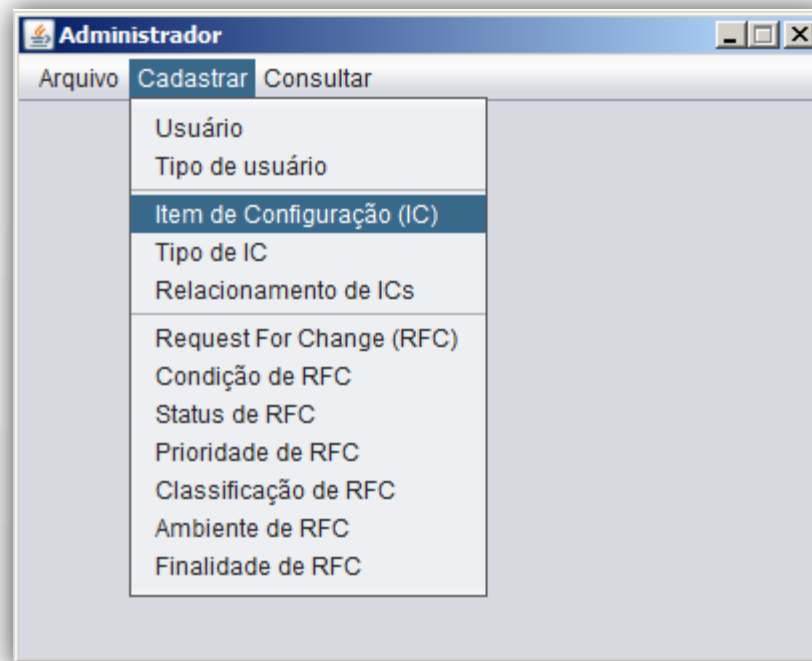 Administrador
Arquivo Cadastrar Consultar
Usuário
Tipo de usuário
Item de Configuração (IC)
Tipo de IC
Relacionamento de ICs
Request For Change (RFC)
Condição de RFC
Status de RFC
Prioridade de RFC
Classificação de RFC
Ambiente de RFC
Finalidade de RFC